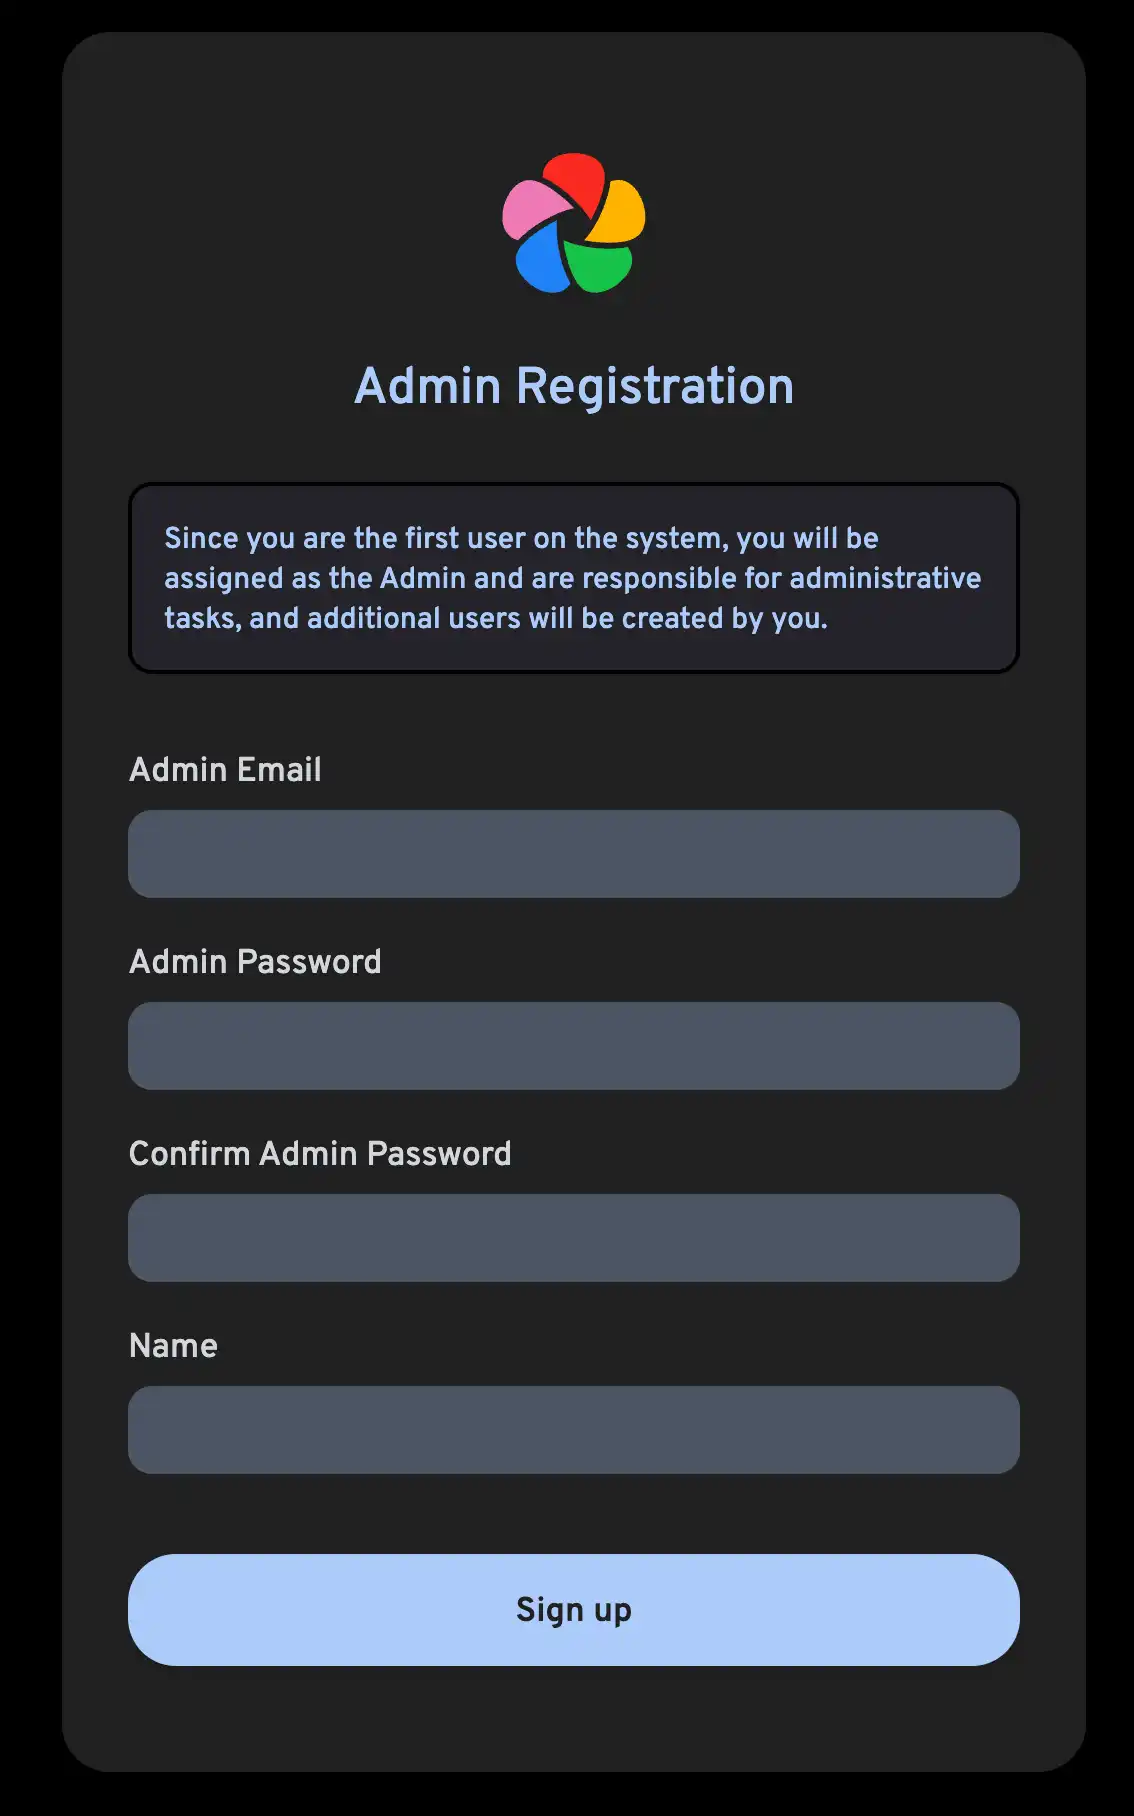 Admin Registration
Since you are the first user on the system, you will be
assigned as the Admin and are responsible for administrative
tasks, and additional users will be created by you.
Admin Email
Admin Password
Confirm Admin Password
Name
Sign up